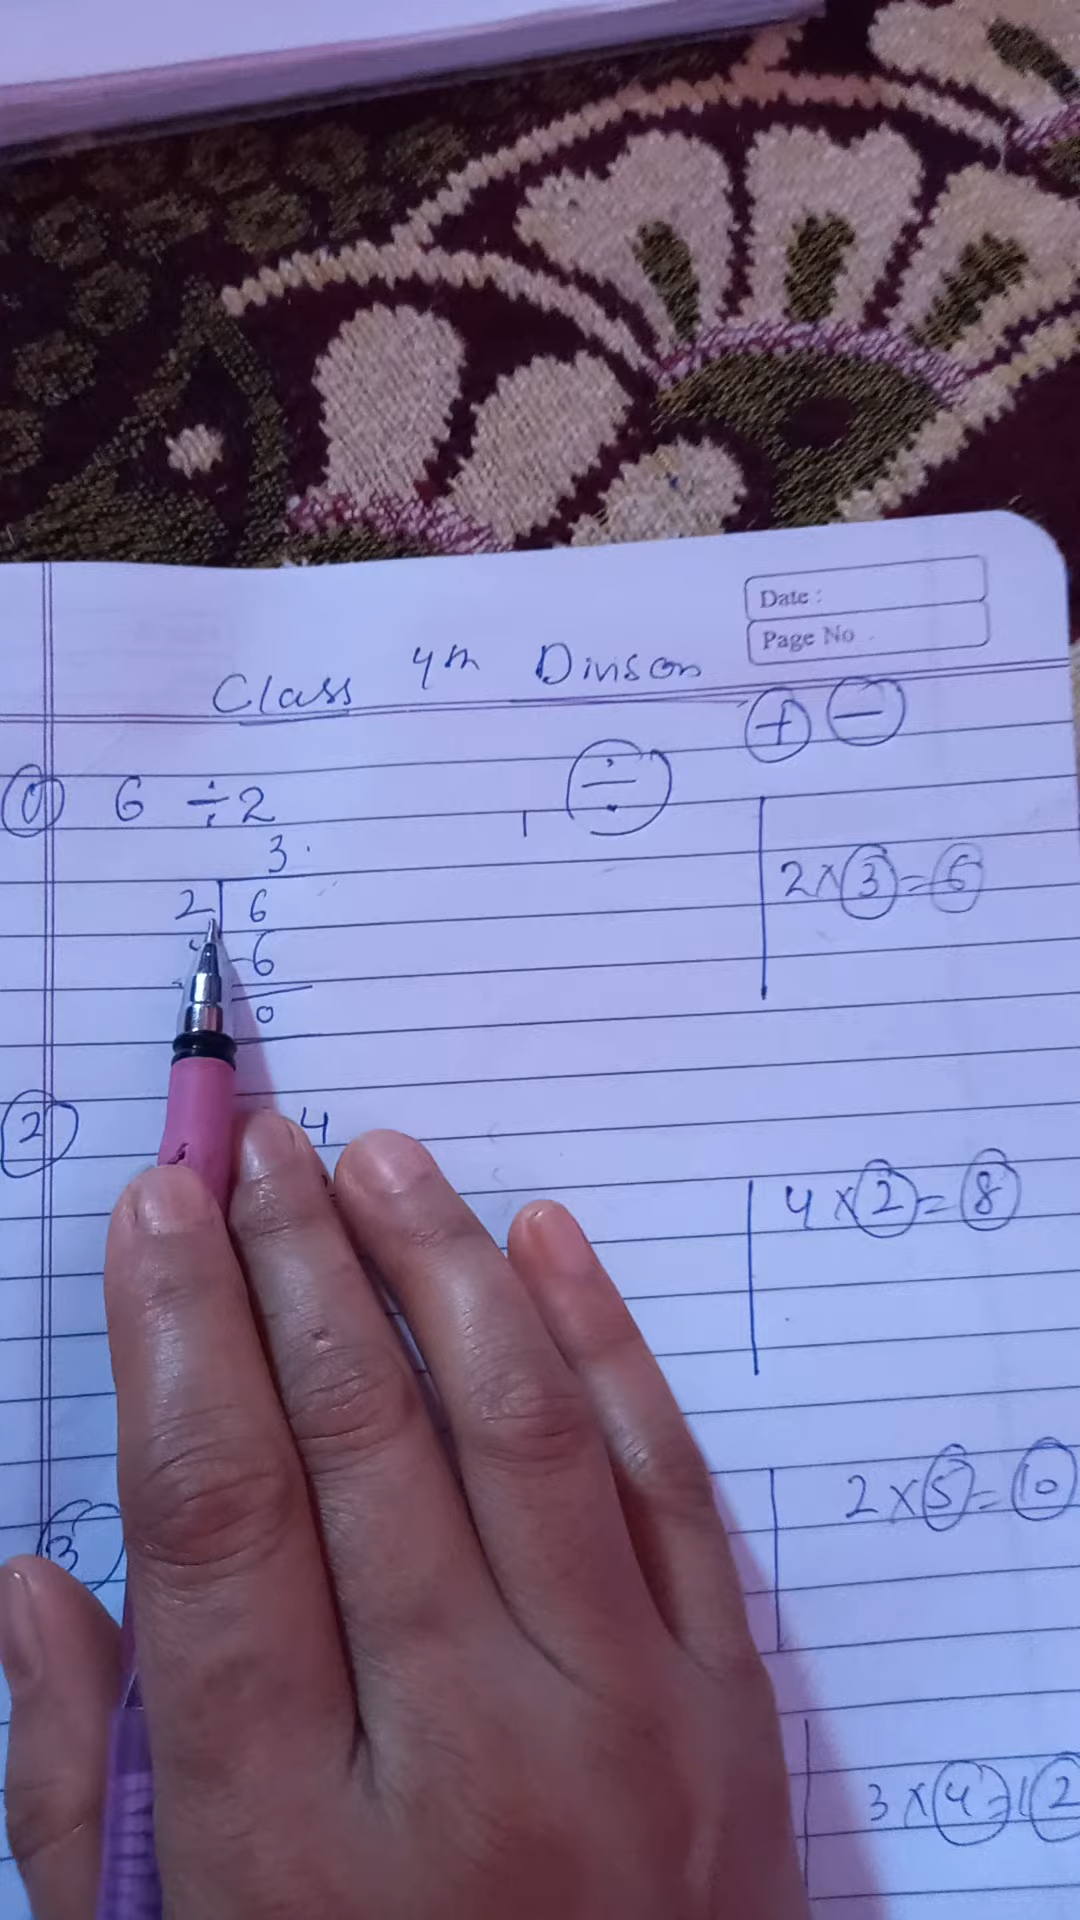 Date :
Page No .
Class 4th Divison
+ −
÷
1 6 ÷ 2
3
2 6
2 × 3 = 6
-6
0
2
4
4 × 2 = 8
2 × 5 = 10
3
3 × 4 = 12